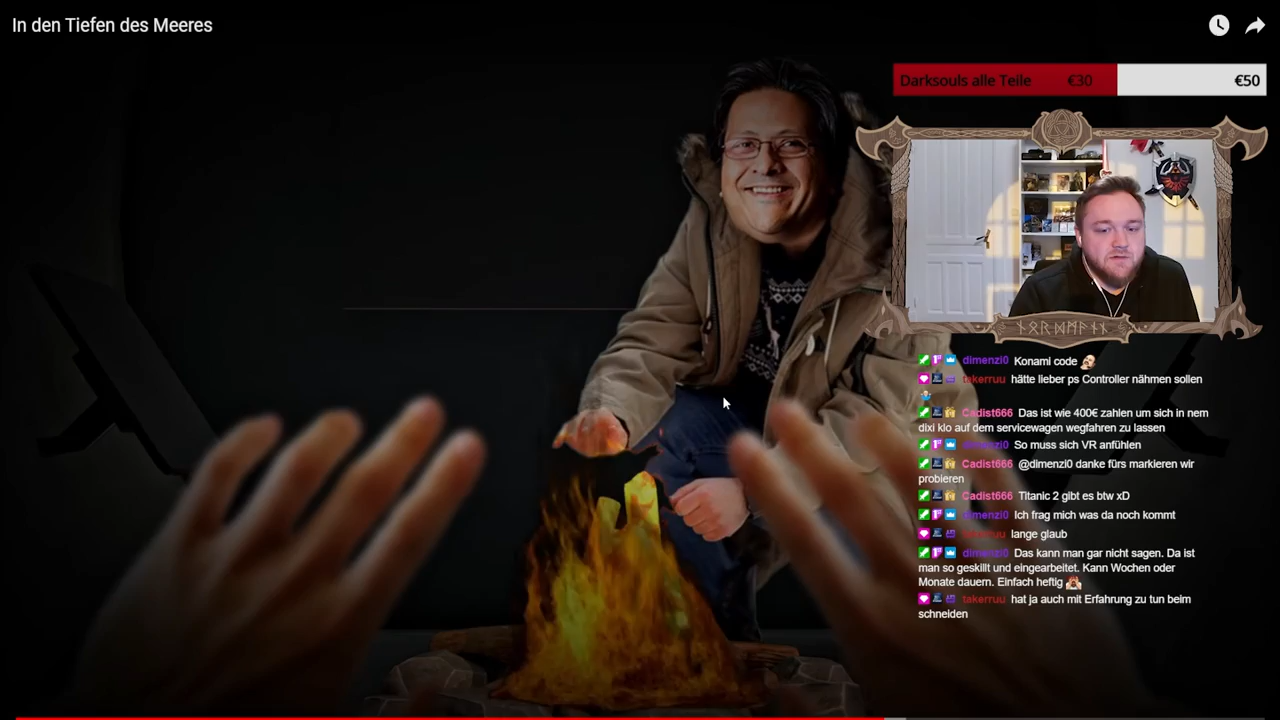 In den Tiefen des Meeres
Darksouls alle Teile €30 €50
ᚾᛟᚱᛞᛗᚨᚾᚾ
dimenzi0 Konami code
takerruu hätte lieber ps Controller nähmen sollen
Cadist666 Das ist wie 400€ zahlen um sich in nem
dixi klo auf dem servicewagen wegfahren zu lassen
dimenzi0 So muss sich VR anfühlen
Cadist666 @dimenzi0 danke fürs markieren wir
probieren
Cadist666 Titanic 2 gibt es btw xD
dimenzi0 Ich frag mich was da noch kommt
takerruu lange glaub
dimenzi0 Das kann man gar nicht sagen. Da ist
man so geskillt und eingearbeitet. Kann Wochen oder
Monate dauern. Einfach heftig
takerruu hat ja auch mit Erfahrung zu tun beim
schneiden